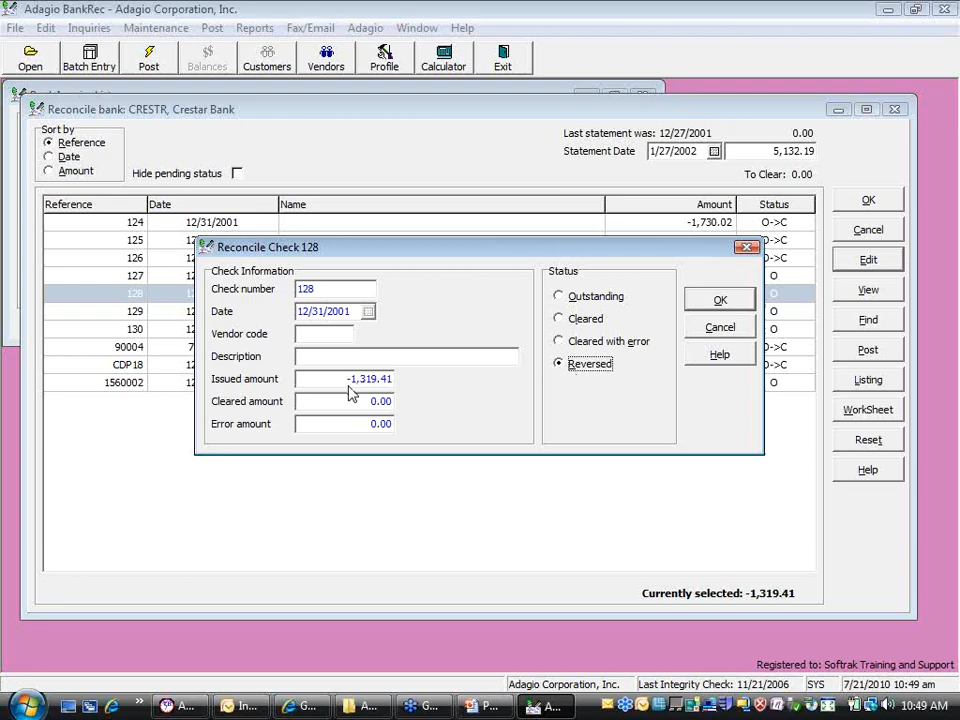 Adagio BankRec - Adagio Corporation, Inc.
File Edit Inquiries Maintenance Post Reports Fax/Email Adagio Window Help
Open Batch Entry Post Balances Customers Vendors Profile Calculator Exit
Reconcile bank: CRESTR, Crestar Bank
Sort by
Reference
Date
Amount
Hide pending status
Last statement was: 12/27/2001 0.00
Statement Date 1/27/2002 5,132.19
To Clear: 0.00
Reference Date Name Amount Status
124 12/31/2001 -1,730.02 O->C
125 O->C
126 O->C
127 O
128 O
129 O
130 O
90004 O->C
CDP18 O->C
1560002 O
OK
Cancel
Edit
View
Find
Post
Listing
WorkSheet
Reset
Help
Reconcile Check 128
Check Information
Check number 128
Date 12/31/2001
Vendor code
Description
Issued amount -1,319.41
Cleared amount 0.00
Error amount 0.00
Status
Outstanding
Cleared
Cleared with error
Reversed
OK
Cancel
Help
Currently selected: -1,319.41
Registered to: Softrak Training and Support
Adagio Corporation, Inc. Last Integrity Check: 11/21/2006 SYS 7/21/2010 10:49 am
A... In... G... A... G... P... A... 10:49 AM